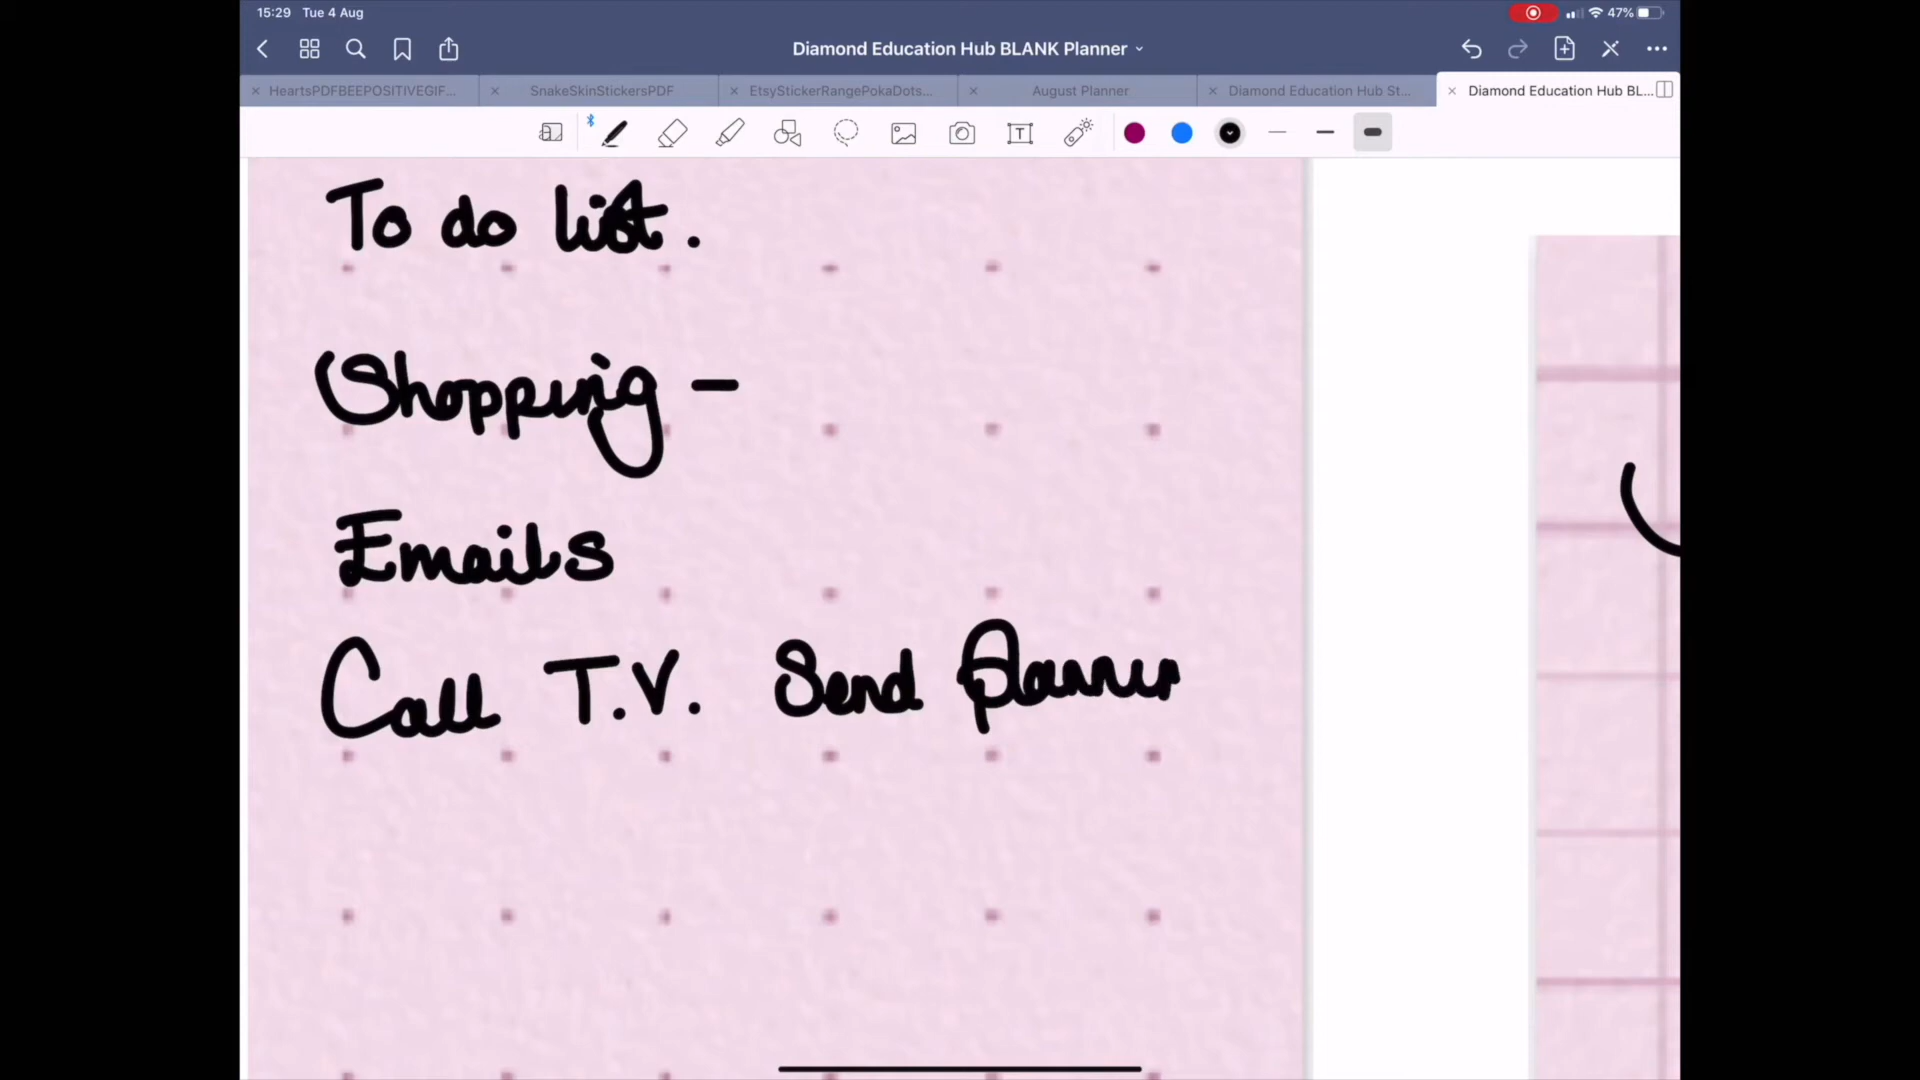 15:29 Tue 4 Aug 47%
Diamond Education Hub BLANK Planner
HeartsPDFBEEPOSITIVEGIF... SnakeSkinStickersPDF EtsyStickerRangePokaDots... August Planner Diamond Education Hub St... Diamond Education Hub BL...
To do list.
Shopping -
Emails
Call T.V. Send Planner